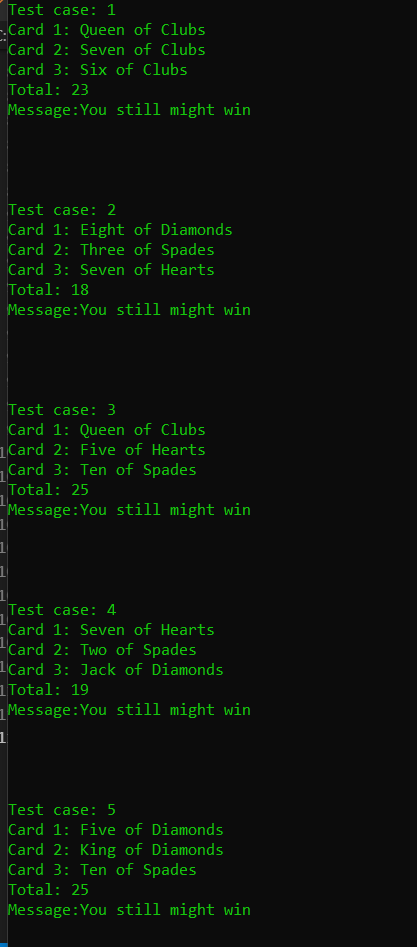 Test case: 1
Card 1: Queen of Clubs
Card 2: Seven of Clubs
Card 3: Six of Clubs
Total: 23
Message:You still might win
Test case: 2
Card 1: Eight of Diamonds
Card 2: Three of Spades
Card 3: Seven of Hearts
Total: 18
Message:You still might win
Test case: 3
Card 1: Queen of Clubs
Card 2: Five of Hearts
Card 3: Ten of Spades
Total: 25
Message:You still might win
Test case: 4
Card 1: Seven of Hearts
Card 2: Two of Spades
Card 3: Jack of Diamonds
Total: 19
Message:You still might win
Test case: 5
Card 1: Five of Diamonds
Card 2: King of Diamonds
Card 3: Ten of Spades
Total: 25
Message:You still might win